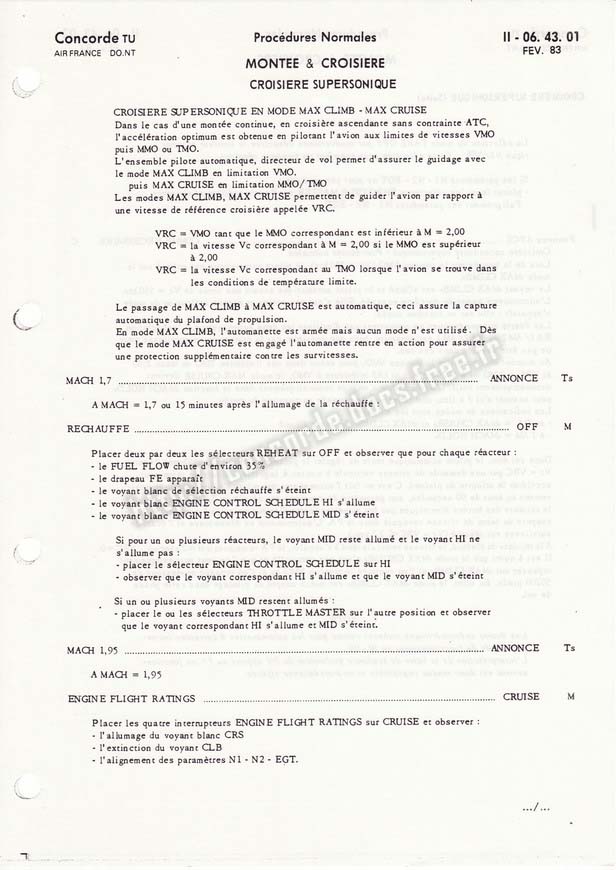 Concorde TU
AIR FRANCE DO.NT
Procédures Normales
MONTEE & CROISIERE
CROISIERE SUPERSONIQUE
II - 06. 43. 01
FEV. 83
CROISIERE SUPERSONIQUE EN MODE MAX CLIMB - MAX CRUISE
Dans le cas d'une montée continue, en croisière ascendante sans contrainte ATC,
l'accélération optimum est obtenue en pilotant l'avion aux limites de vitesses VMO
puis MMO ou TMO.
L'ensemble pilote automatique, directeur de vol permet d'assurer le guidage avec
le mode MAX CLIMB en limitation VMO.
puis MAX CRUISE en limitation MMO/TMO
Les modes MAX CLIMB, MAX CRUISE permettent de guider l'avion par rapport à
une vitesse de référence croisière appelée VRC.
VRC = VMO tant que le MMO correspondant est inférieur à M = 2,00
VRC = la vitesse Vc correspondant à M = 2,00 si le MMO est supérieur
à 2,00
VRC = la vitesse Vc correspondant au TMO lorsque l'avion se trouve dans
les conditions de température limite.
Le passage de MAX CLIMB à MAX CRUISE est automatique, ceci assure la capture
automatique du plafond de propulsion.
En mode MAX CLIMB, l'automanette est armée mais aucun mode n'est utilisé. Dès
que le mode MAX CRUISE est engagé l'automanette rentre en action pour assurer
une protection supplémentaire contre les survitesses.
MACH 1,7 ... ANNONCE Ts
A MACH = 1,7 ou 15 minutes après l'allumage de la réchauffe :
RECHAUFFE ... OFF M
Placer deux par deux les sélecteurs REHEAT sur OFF et observer que pour chaque réacteur :
- le FUEL FLOW chute d'environ 35%
- le drapeau FE apparaît
- le voyant blanc de sélection réchauffe s'éteint
- le voyant blanc ENGINE CONTROL SCHEDULE HI s'allume
- le voyant blanc ENGINE CONTROL SCHEDULE MID s'éteint
Si pour un ou plusieurs réacteurs, le voyant MID reste allumé et le voyant HI ne
s'allume pas :
- placer le sélecteur ENGINE CONTROL SCHEDULE sur HI
- observer que le voyant correspondant HI s'allume et que le voyant MID s'éteint
Si un ou plusieurs voyants MID restent allumés :
- placer le ou les sélecteurs THROTTLE MASTER sur l'autre position et observer
que le voyant correspondant HI s'allume et MID s'éteint.
MACH 1,95 ... ANNONCE Ts
A MACH = 1,95
ENGINE FLIGHT RATINGS ... CRUISE M
Placer les quatre interrupteurs ENGINE FLIGHT RATINGS sur CRUISE et observer :
- l'allumage du voyant blanc CRS
- l'extinction du voyant CLB
- l'alignement des paramètres N1 - N2 - EGT.
.../...